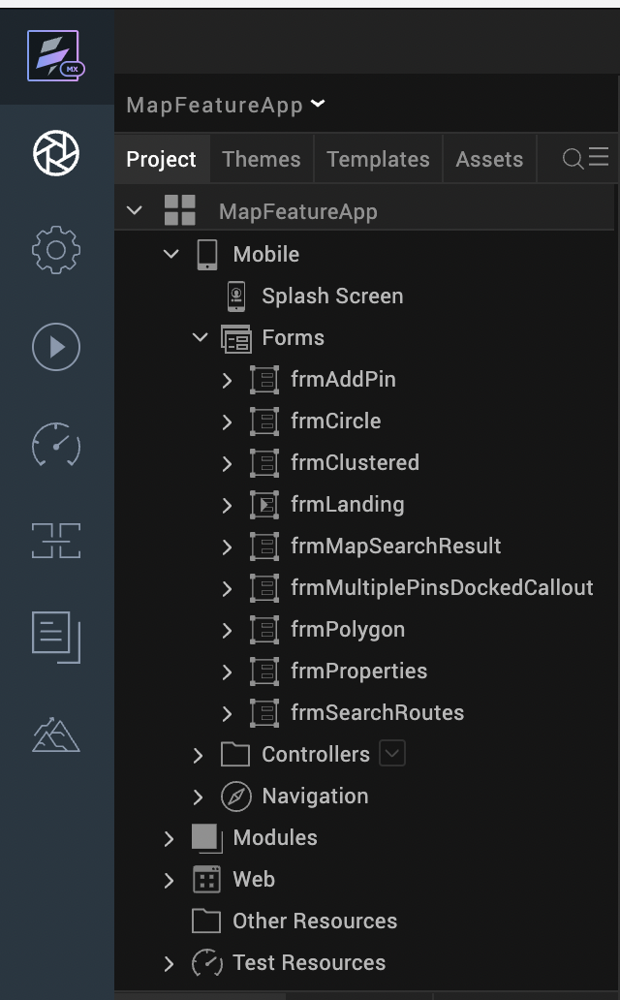 MX
MapFeatureApp
Project Themes Templates Assets
MapFeatureApp
Mobile
Splash Screen
Forms
frmAddPin
frmCircle
frmClustered
frmLanding
frmMapSearchResult
frmMultiplePinsDockedCallout
frmPolygon
frmProperties
frmSearchRoutes
Controllers
Navigation
Modules
Web
Other Resources
Test Resources